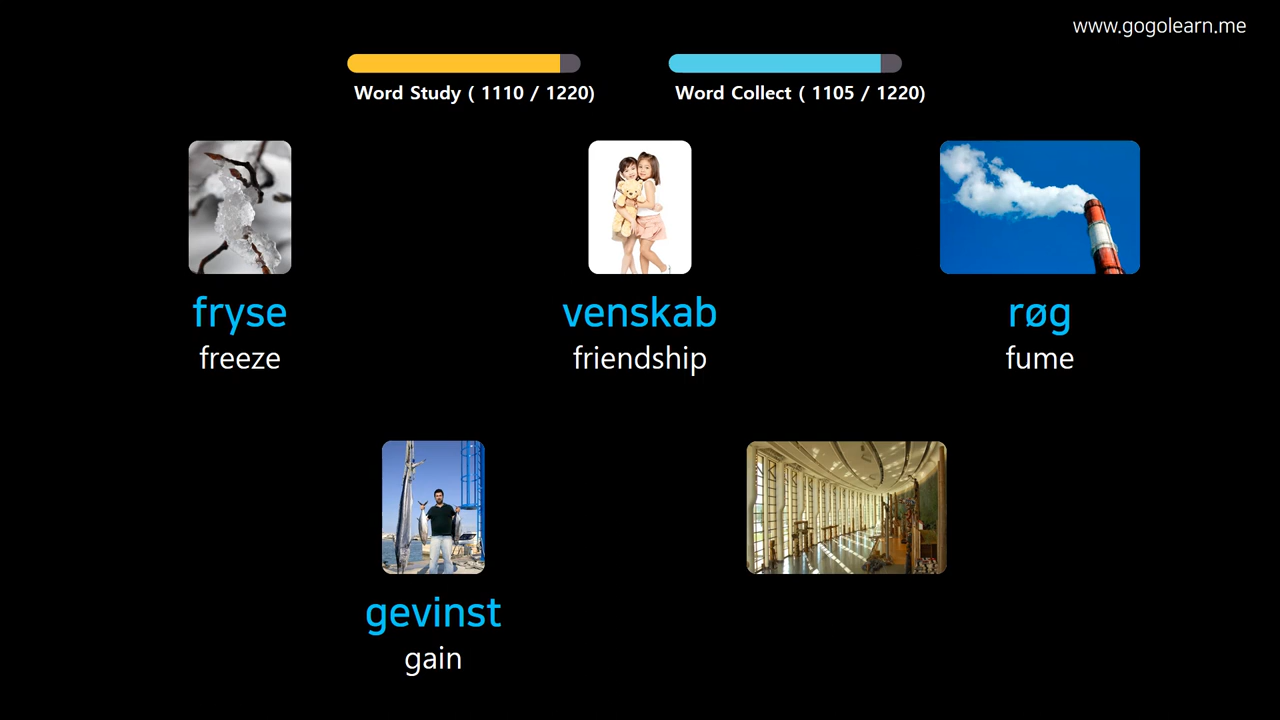 www.gogolearn.me
Word Study ( 1110 / 1220)
Word Collect ( 1105 / 1220)
fryse
freeze
venskab
friendship
røg
fume
gevinst
gain